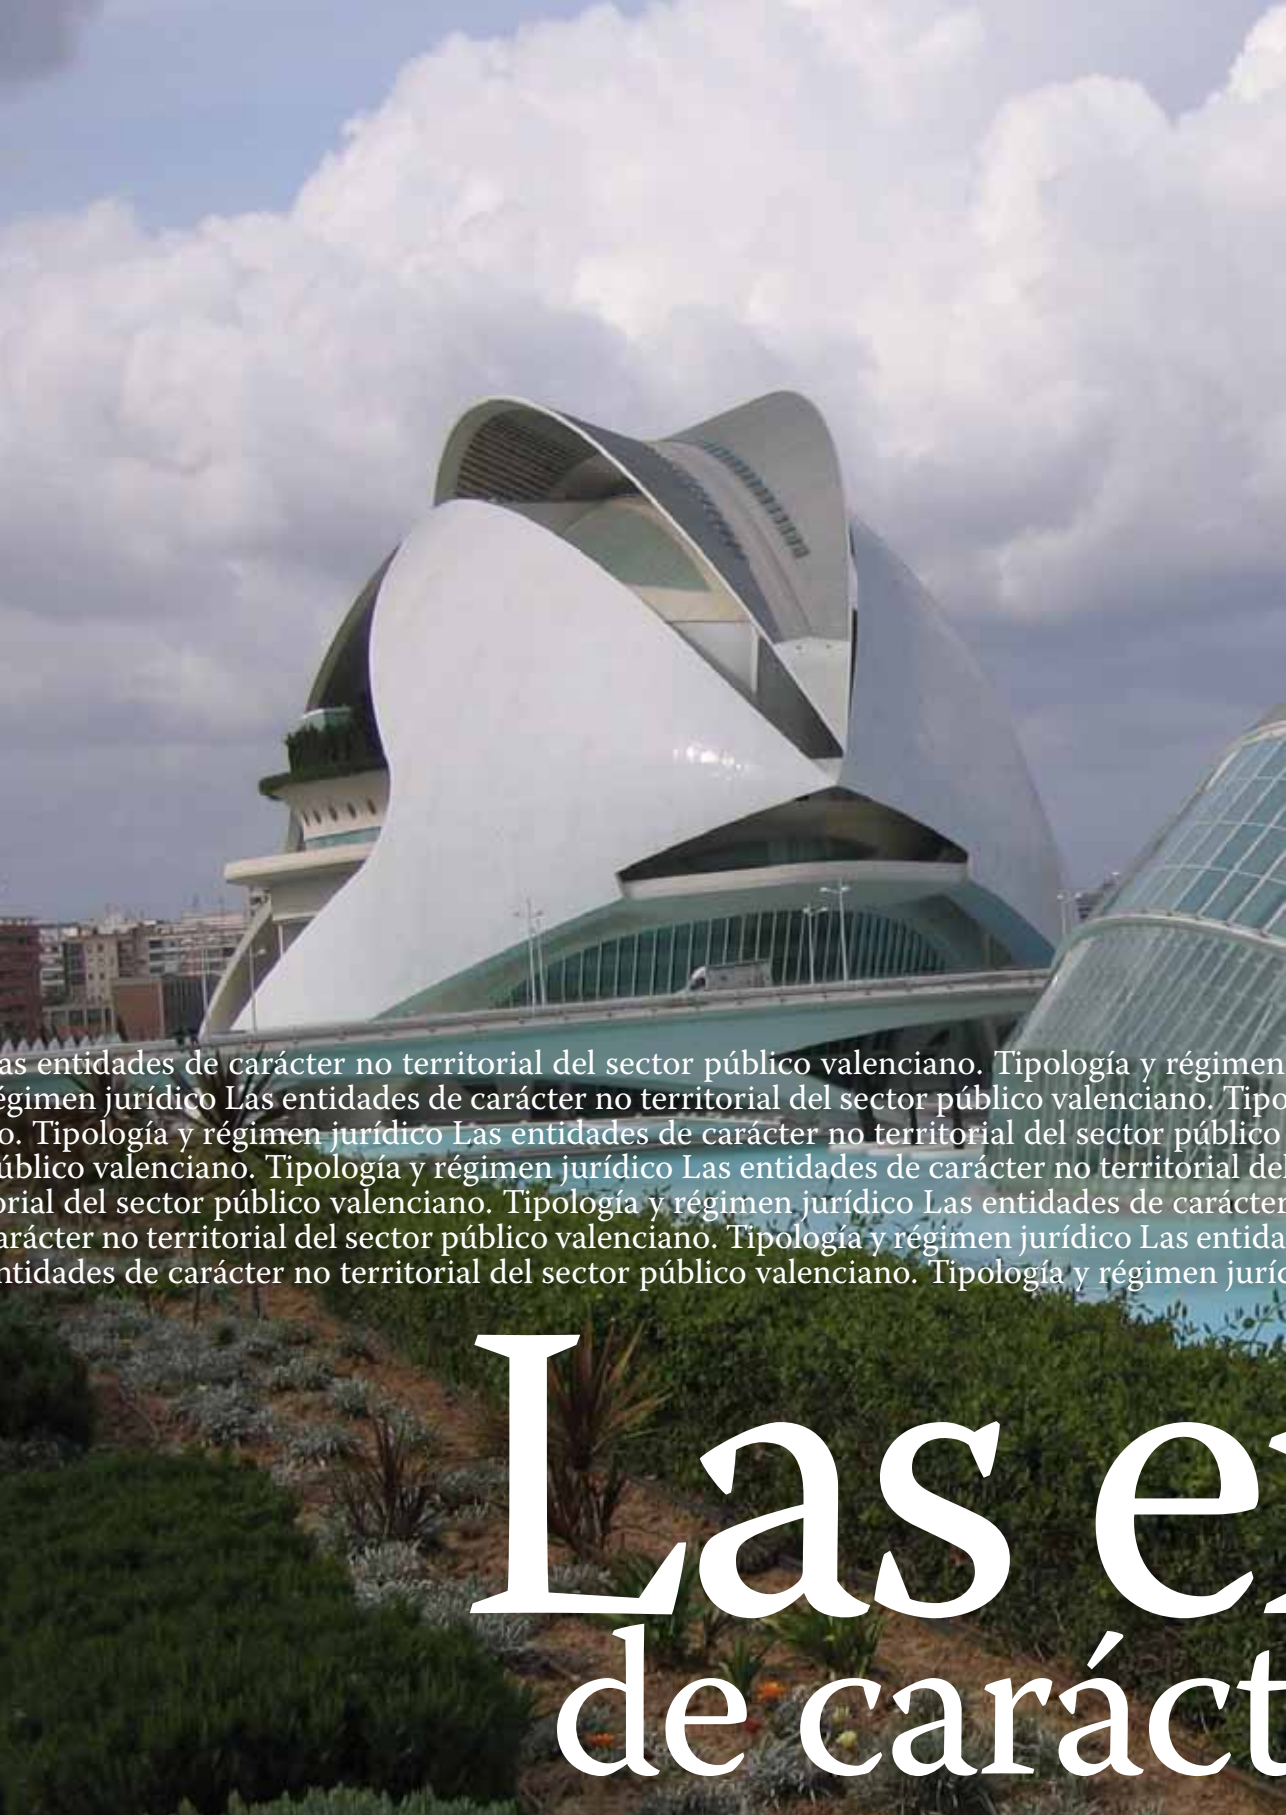 as entidades de carácter no territorial del sector público valenciano. Tipología y régimen
égimen jurídico Las entidades de carácter no territorial del sector público valenciano. Tipo
o. Tipología y régimen jurídico Las entidades de carácter no territorial del sector público
úblico valenciano. Tipología y régimen jurídico Las entidades de carácter no territorial del
orial del sector público valenciano. Tipología y régimen jurídico Las entidades de carácter
arácter no territorial del sector público valenciano. Tipología y régimen jurídico Las entida
ntidades de carácter no territorial del sector público valenciano. Tipología y régimen juríd
Las e
de caráct